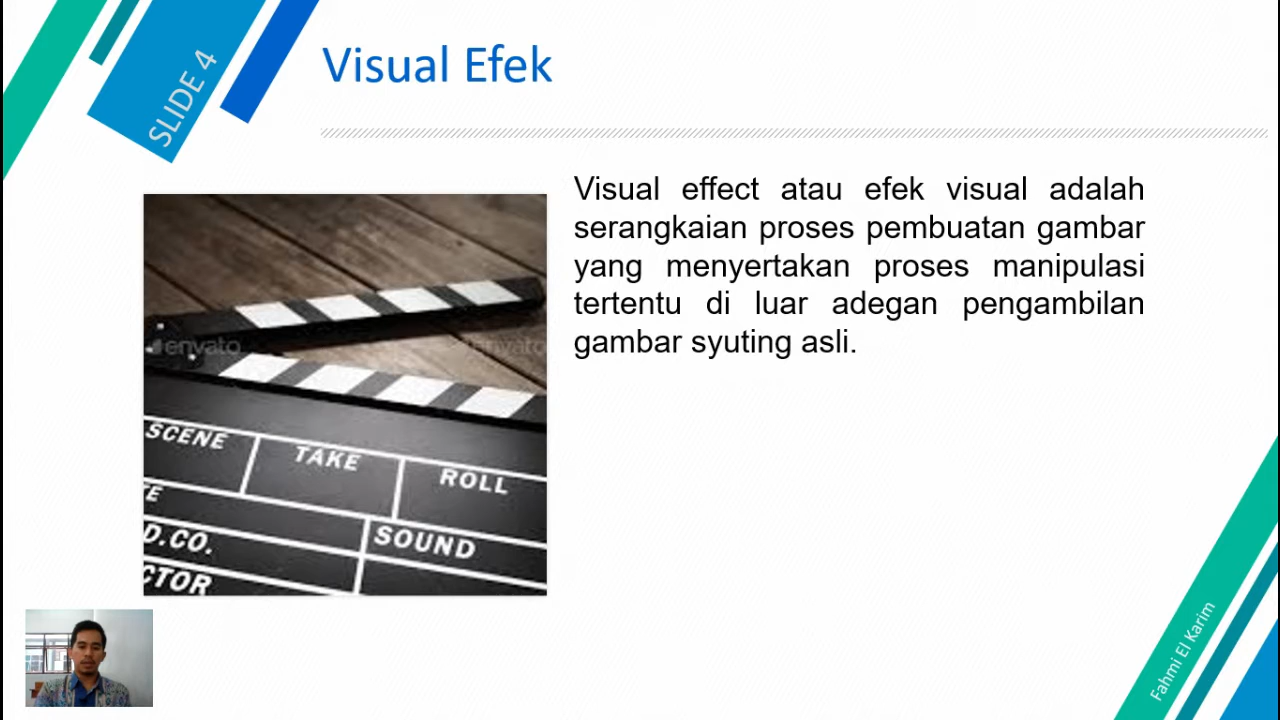 SLIDE 4
Visual Efek
Visual effect atau efek visual adalah
serangkaian proses pembuatan gambar
yang menyertakan proses manipulasi
tertentu di luar adegan pengambilan
gambar syuting asli.
envato
envato
SCENE
TAKE
ROLL
TE
D.CO.
SOUND
CTOR
Fahmi El Karim